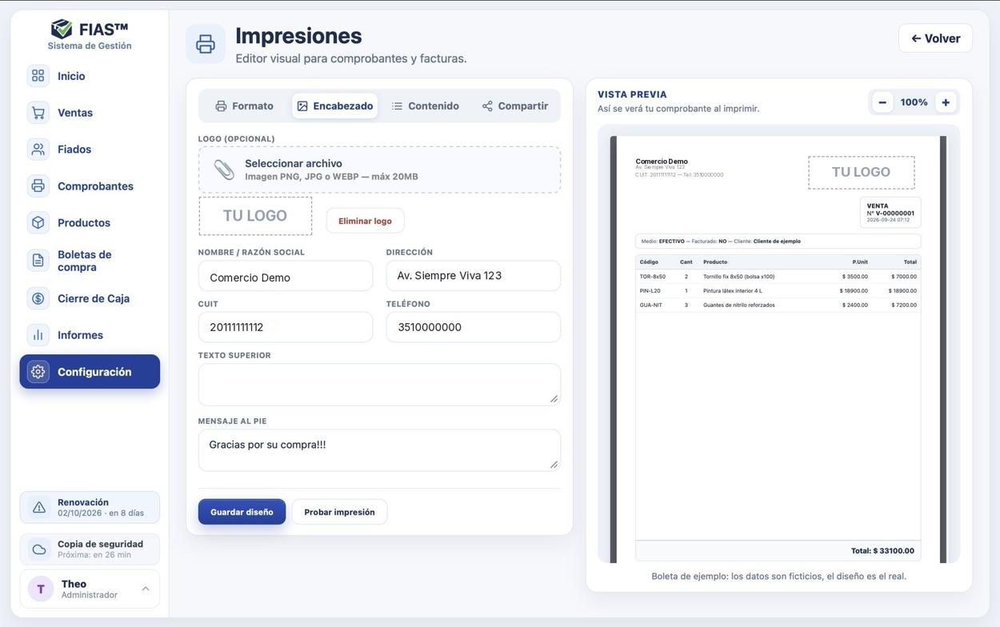 FIAS™
Sistema de Gestión
Inicio
Ventas
Fiados
Comprobantes
Productos
Boletas de
compra
Cierre de Caja
Informes
Configuración
Renovación
02/10/2026 · en 8 días
Copia de seguridad
Próxima: en 26 min
T
Theo
Administrador
Impresiones
Editor visual para comprobantes y facturas.
← Volver
Formato
Encabezado
Contenido
Compartir
LOGO (OPCIONAL)
Seleccionar archivo
Imagen PNG, JPG o WEBP — máx 20MB
TU LOGO
Eliminar logo
NOMBRE / RAZÓN SOCIAL
DIRECCIÓN
Comercio Demo
Av. Siempre Viva 123
CUIT
TELÉFONO
20111111112
3510000000
TEXTO SUPERIOR
MENSAJE AL PIE
Gracias por su compra!!!
Guardar diseño
Probar impresión
VISTA PREVIA
Así se verá tu comprobante al imprimir.
− 100% +
Comercio Demo
Av. Siempre Viva 123
CUIT: 20111111112 — Tel: 3510000000
TU LOGO
VENTA
N° V-00000001
2026-09-24 07:12
Medio: EFECTIVO — Facturado: NO — Cliente: Cliente de ejemplo
Código Cant Producto P.Unit Total
TOR-8x50 2 Tornillo fix 8x50 (bolsa x100) $ 3500.00 $ 7000.00
PIN-L20 1 Pintura látex interior 4 L $ 18900.00 $ 18900.00
GUA-NIT 3 Guantes de nitrilo reforzados $ 2400.00 $ 7200.00
Total: $ 33100.00
Boleta de ejemplo: los datos son ficticios, el diseño es el real.